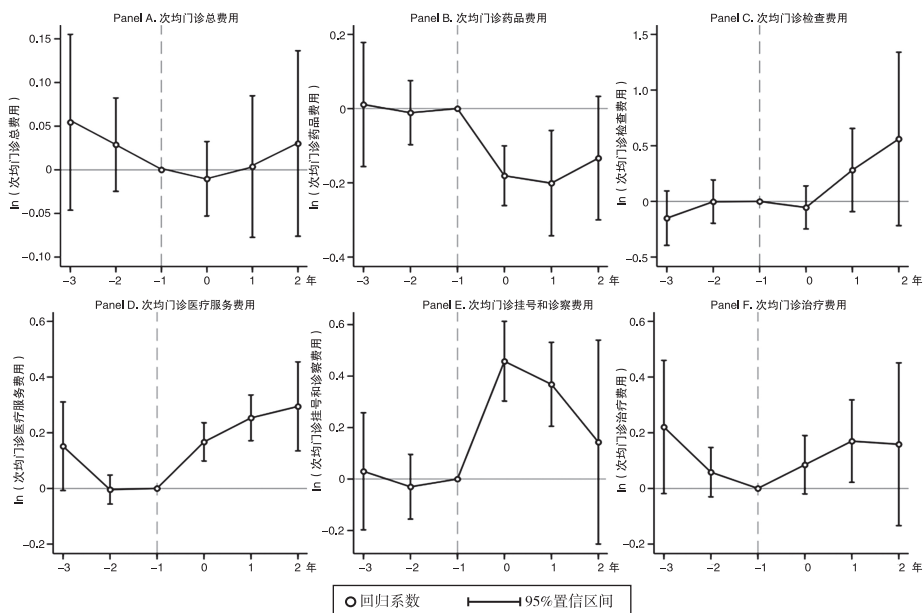 Panel A. 次均门诊总费用
ln（次均门诊总费用）
0.15
0.10
0.05
0
-0.05
-0.10
-3 -2 -1 0 1 2 年
Panel B. 次均门诊药品费用
ln（次均门诊药品费用）
0.2
0
-0.2
-0.4
-3 -2 -1 0 1 2 年
Panel C. 次均门诊检查费用
ln（次均门诊检查费用）
1.5
1.0
0.5
0
-0.5
-3 -2 -1 0 1 2 年
Panel D. 次均门诊医疗服务费用
ln（次均门诊医疗服务费用）
0.6
0.4
0.2
0
-0.2
-3 -2 -1 0 1 2 年
Panel E. 次均门诊挂号和诊察费用
ln（次均门诊挂号和诊察费用）
0.6
0.4
0.2
0
-0.2
-3 -2 -1 0 1 2 年
Panel F. 次均门诊治疗费用
ln（次均门诊治疗费用）
0.6
0.4
0.2
0
-0.2
-3 -2 -1 0 1 2 年
回归系数 95%置信区间